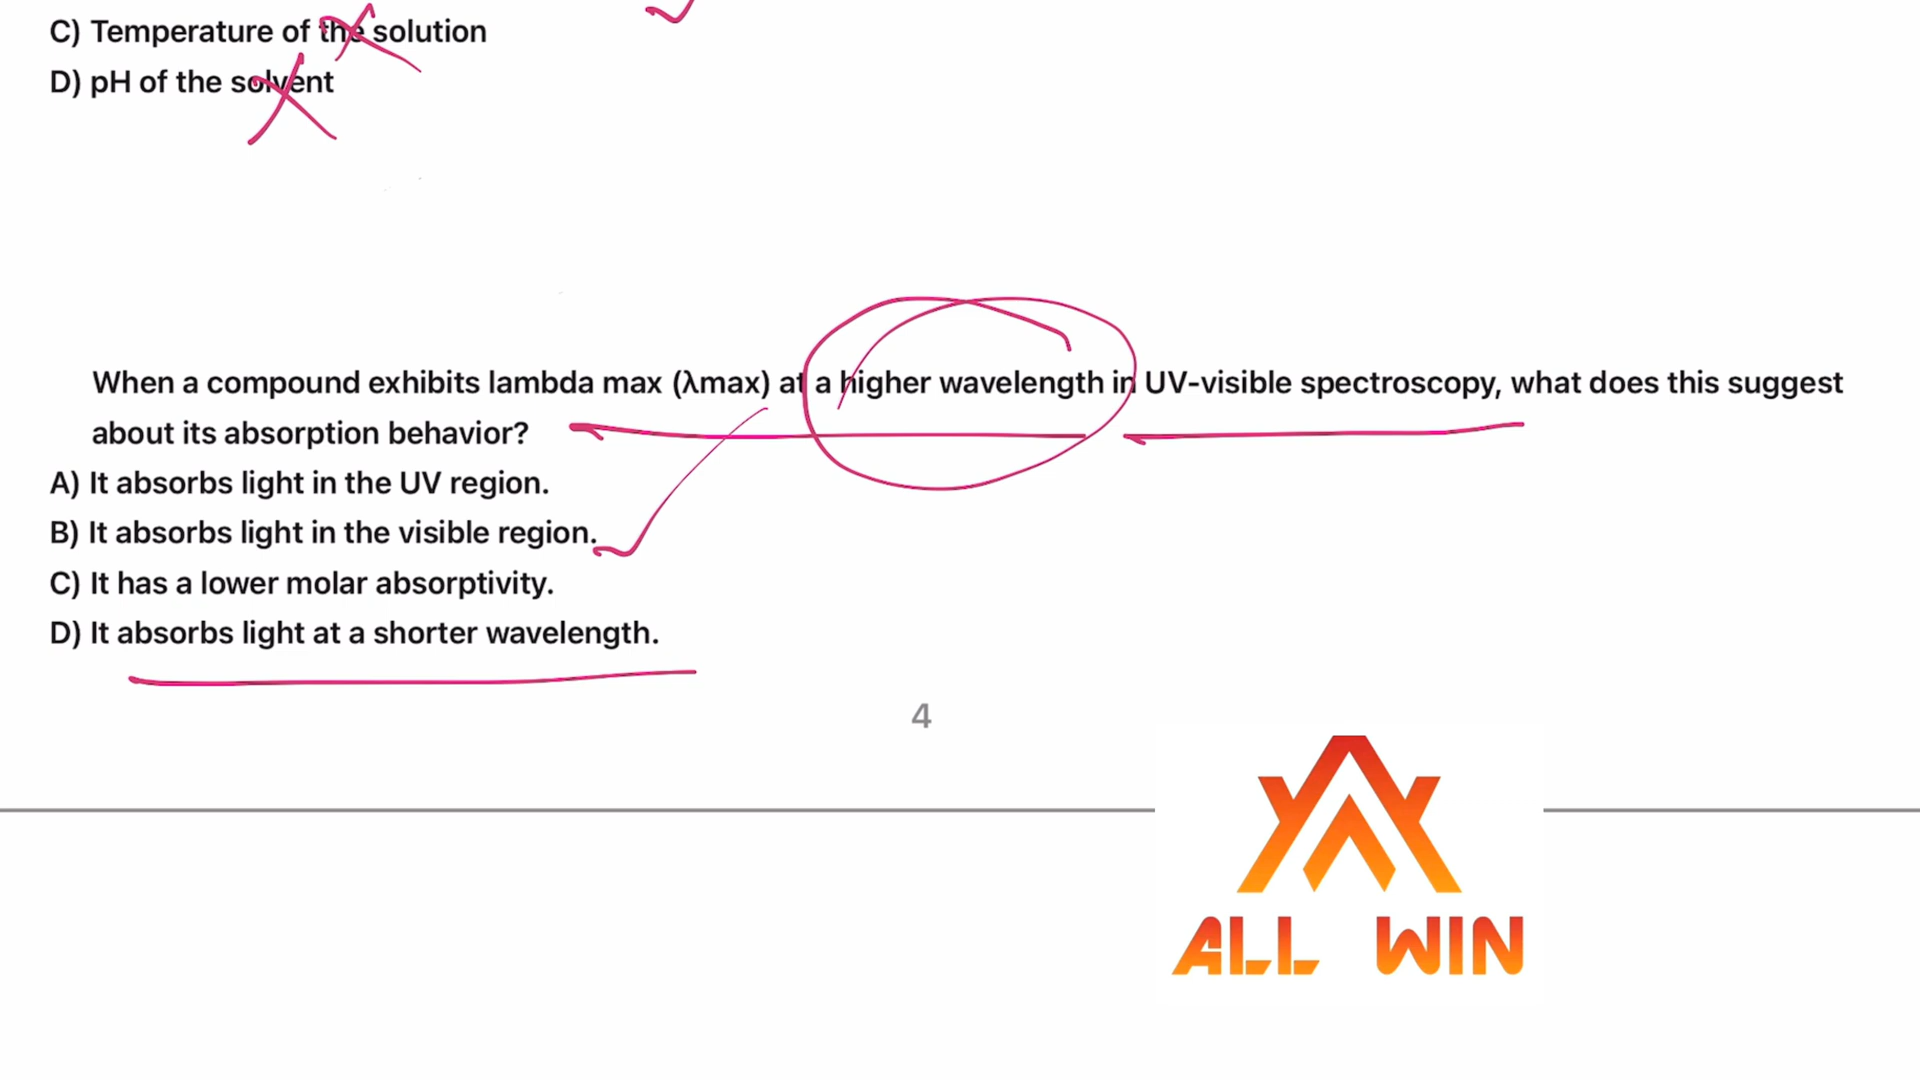 C) Temperature of the solution
D) pH of the solvent
When a compound exhibits lambda max (λmax) at a higher wavelength in UV-visible spectroscopy, what does this suggest
about its absorption behavior?
A) It absorbs light in the UV region.
B) It absorbs light in the visible region.
C) It has a lower molar absorptivity.
D) It absorbs light at a shorter wavelength.
4
ALL WIN